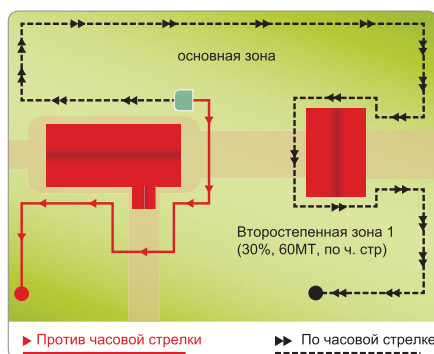 основная зона
Второстепенная зона 1
(30%, 60МТ, по ч. стр)
Против часовой стрелки
По часовой стрелке